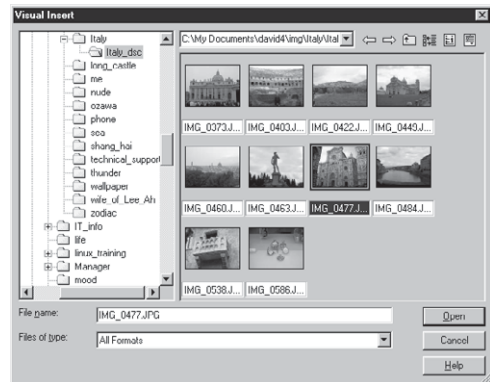 Visual Insert
Italy
Italy_dsc
long_castle
me
nude
ozawa
phone
sea
shang_hai
technical_support
thunder
wallpaper
wife_of_Lee_Ah
zodiac
IT_info
life
linux_training
Manager
mood
C:\My Documents\david4\img\Italy\Ital
IMG_0373.J... IMG_0403.J... IMG_0422.J... IMG_0449.J...
IMG_0460.J... IMG_0463.J... IMG_0477.J... IMG_0484.J...
IMG_0538.J... IMG_0586.J...
File name: IMG_0477.JPG Open
Files of type: All Formats Cancel
Help